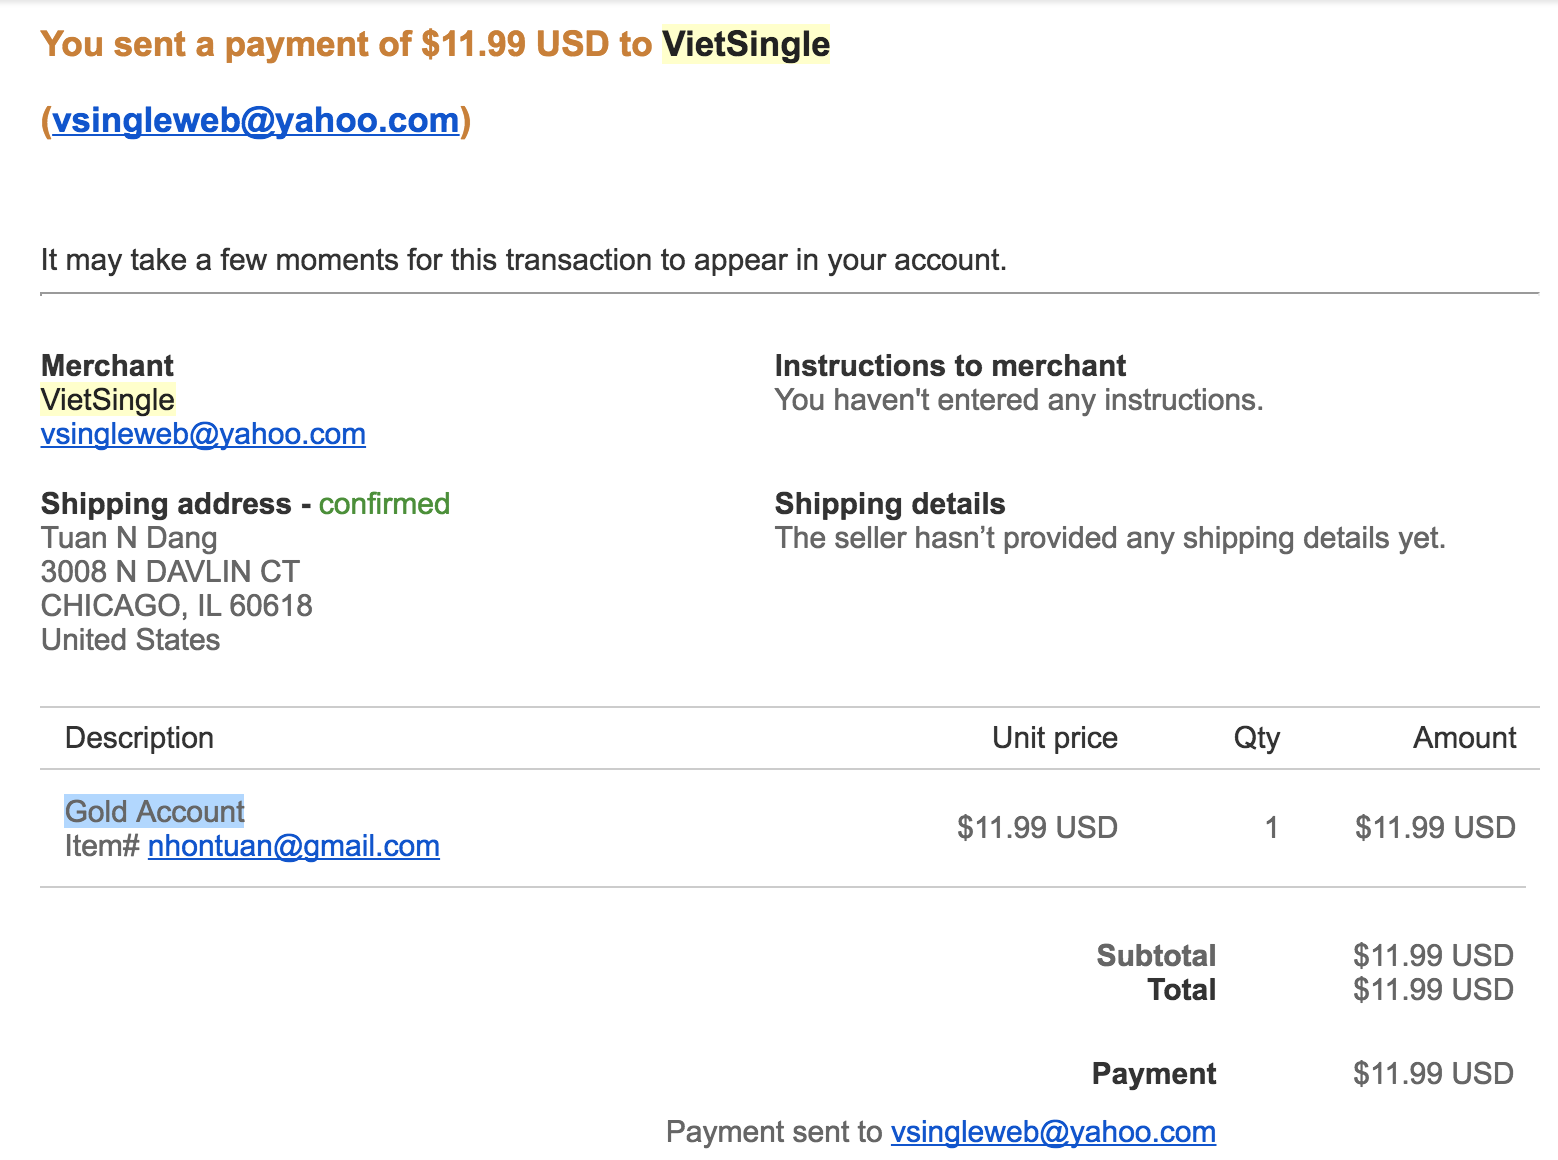 You sent a payment of $11.99 USD to VietSingle
(vsingleweb@yahoo.com)
It may take a few moments for this transaction to appear in your account.
Merchant
VietSingle
vsingleweb@yahoo.com
Instructions to merchant
You haven't entered any instructions.
Shipping address - confirmed
Tuan N Dang
3008 N DAVLIN CT
CHICAGO, IL 60618
United States
Shipping details
The seller hasn’t provided any shipping details yet.
Description Unit price Qty Amount
Gold Account
Item# nhontuan@gmail.com
$11.99 USD 1 $11.99 USD
Subtotal $11.99 USD
Total $11.99 USD
Payment $11.99 USD
Payment sent to vsingleweb@yahoo.com